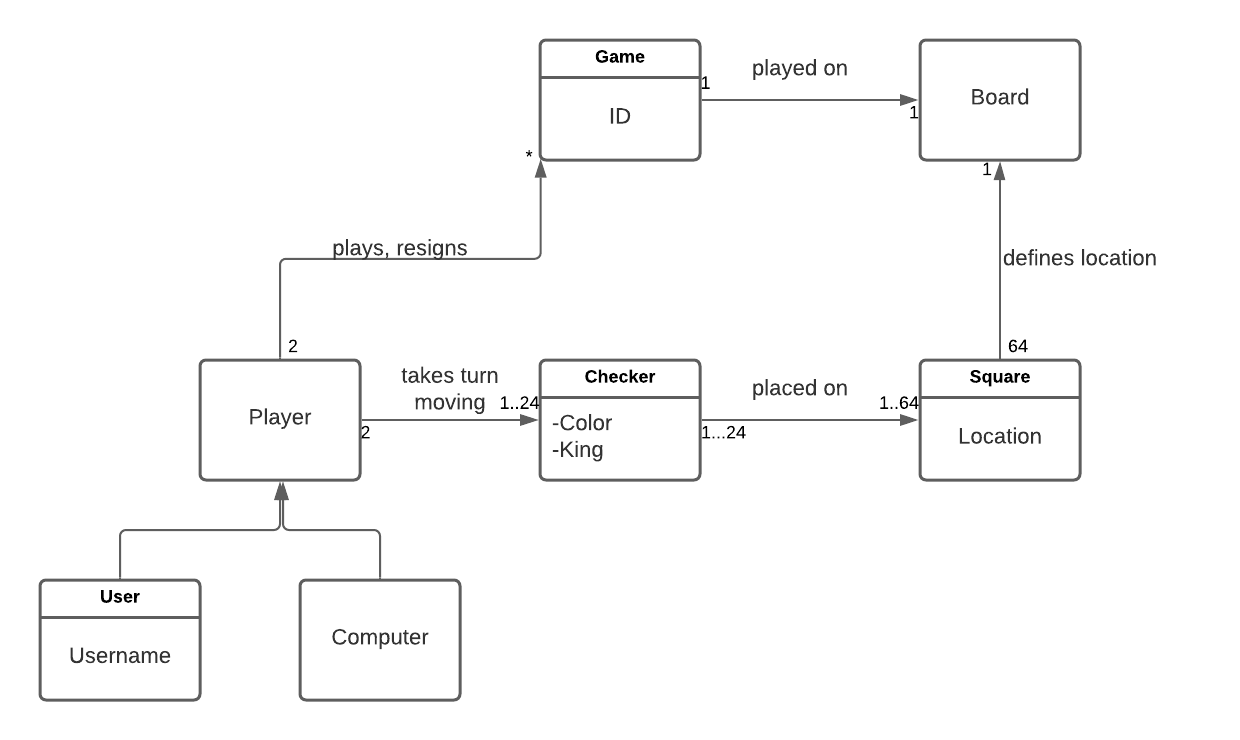 Game
ID
1
played on
1
Board
*
1
plays, resigns
defines location
2
64
Player
takes turn
moving
1..24
2
Checker
-Color
-King
placed on
1..64
1...24
Square
Location
User
Username
Computer